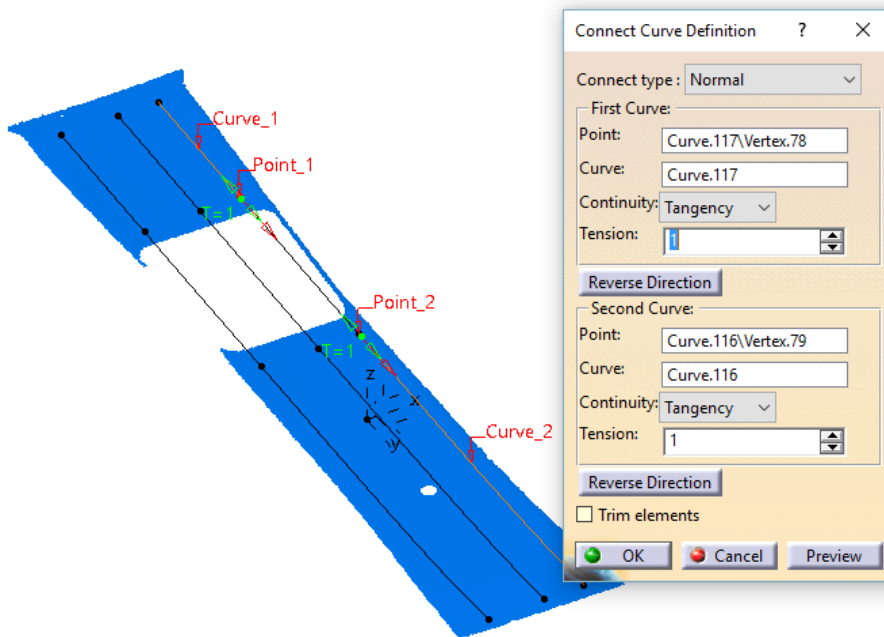 Curve_1
Point_1
T=1
Point_2
T=1
z
x
y
Curve_2
Connect Curve Definition ? ×
Connect type : Normal
First Curve:
Point: Curve.117\Vertex.78
Curve: Curve.117
Continuity: Tangency
Tension: 1
Reverse Direction
Second Curve:
Point: Curve.116\Vertex.79
Curve: Curve.116
Continuity: Tangency
Tension: 1
Reverse Direction
Trim elements
OK Cancel Preview